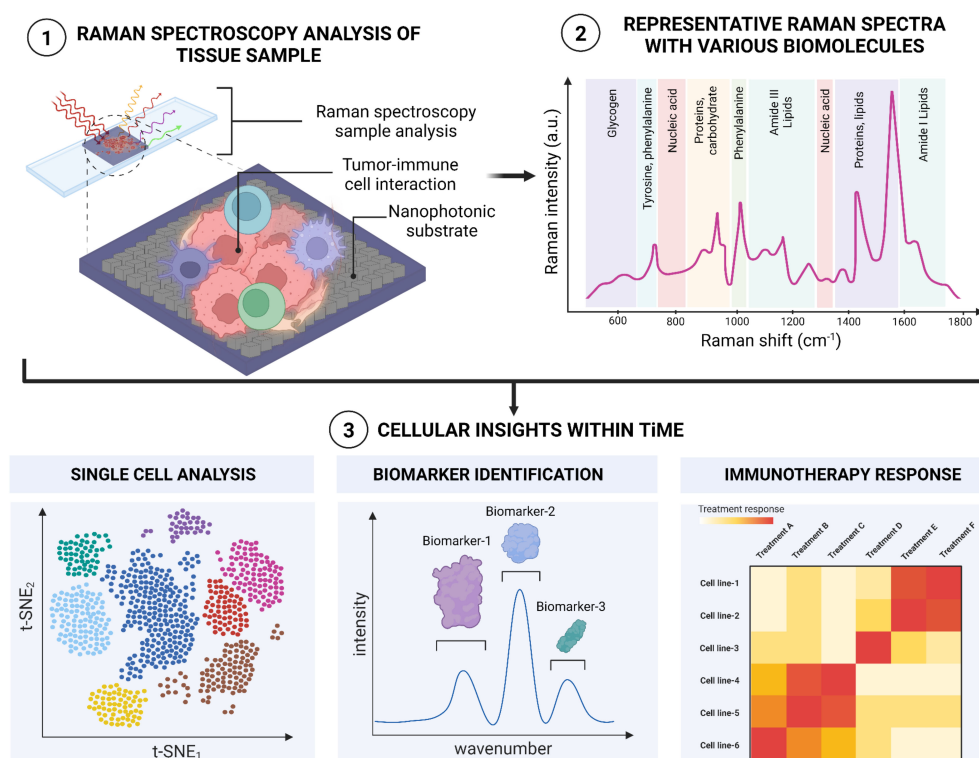 1
RAMAN SPECTROSCOPY ANALYSIS OF
TISSUE SAMPLE
Raman spectroscopy
sample analysis
Tumor-immune
cell interaction
Nanophotonic
substrate
2
REPRESENTATIVE RAMAN SPECTRA
WITH VARIOUS BIOMOLECULES
Raman intensity (a.u.)
Glycogen
Tyrosine, phenylalanine
Nucleic acid
Proteins,
carbohydrate
Phenylalanine
Amide III
Lipids
Nucleic acid
Proteins, lipids
Amide I Lipids
600 800 1000 1200 1400 1600 1800
Raman shift (cm⁻¹)
3
CELLULAR INSIGHTS WITHIN TiME
SINGLE CELL ANALYSIS
t-SNE₂
t-SNE₁
BIOMARKER IDENTIFICATION
Biomarker-2
Biomarker-1
Biomarker-3
intensity
wavenumber
IMMUNOTHERAPY RESPONSE
Treatment response
Treatment A
Treatment B
Treatment C
Treatment D
Treatment E
Treatment F
Cell line-1
Cell line-2
Cell line-3
Cell line-4
Cell line-5
Cell line-6